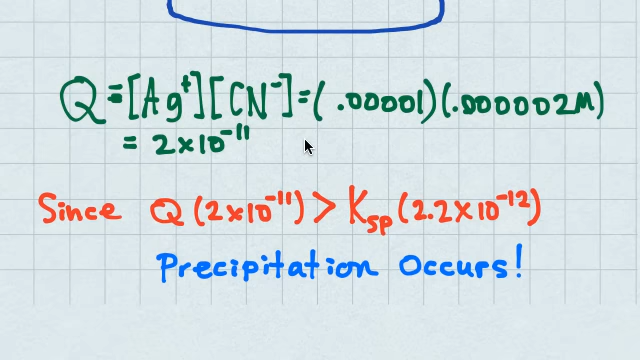 Q=[Ag⁺][CN⁻]=(.00001)(.000002M)
= 2x10⁻¹¹
Since Q(2x10⁻¹¹) > Ksp(2.2x10⁻¹²)
Precipitation Occurs!